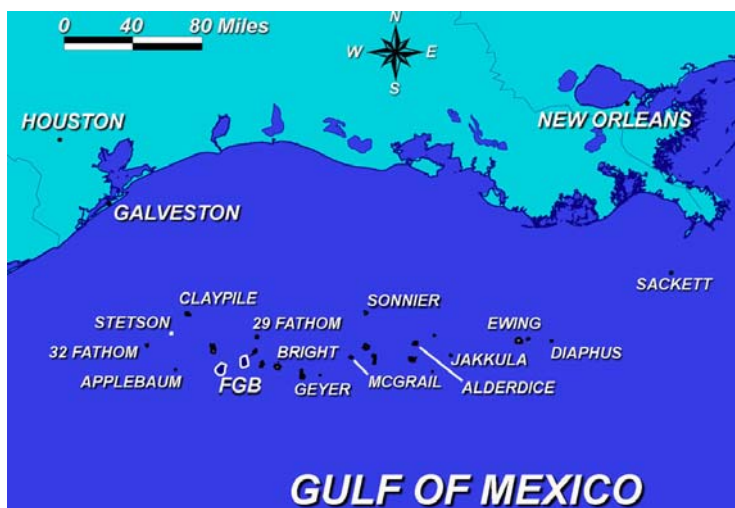 0 40 80 Miles
N
W E
S
HOUSTON
NEW ORLEANS
GALVESTON
SACKETT
CLAYPILE
SONNIER
STETSON
29 FATHOM
EWING
32 FATHOM
BRIGHT
JAKKULA
DIAPHUS
APPLEBAUM
FGB
GEYER
MCGRAIL
ALDERDICE
GULF OF MEXICO